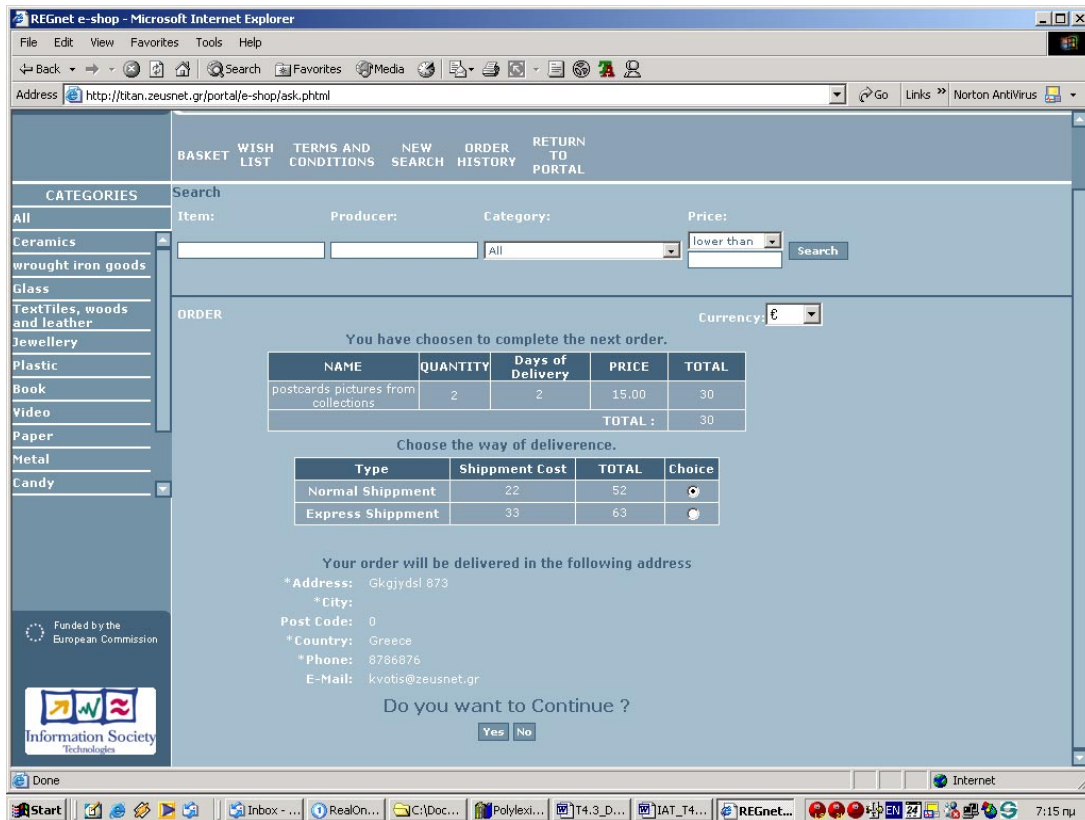 REGnet e-shop - Microsoft Internet Explorer
File Edit View Favorites Tools Help
Back Search Favorites Media
Address http://titan.zeusnet.gr/portal/e-shop/ask.phtml Go Links » Norton AntiVirus
BASKET WISH LIST TERMS AND CONDITIONS NEW SEARCH ORDER HISTORY RETURN TO PORTAL
CATEGORIES
All
Ceramics
wrought iron goods
Glass
TextTiles, woods
and leather
Jewellery
Plastic
Book
Video
Paper
Metal
Candy
Funded by the
European Commission
Information Society
Technologies
Search
Item: Producer: Category: Price:
All lower than Search
ORDER Currency: €
You have choosen to complete the next order.
NAME QUANTITY Days of Delivery PRICE TOTAL
postcards pictures from collections 2 2 15.00 30
TOTAL : 30
Choose the way of deliverence.
Type Shippment Cost TOTAL Choice
Normal Shippment 22 52
Express Shippment 33 63
Your order will be delivered in the following address
*Address: Gkgjydsl 873
*City:
Post Code: 0
*Country: Greece
*Phone: 8786876
E-Mail: kvotis@zeusnet.gr
Do you want to Continue ?
Yes No
Done Internet
Start Inbox - ... RealOn... C:\Doc... Polylexi... T4.3_D... IAT_T4... REGnet... EN 24 7:15 πμ